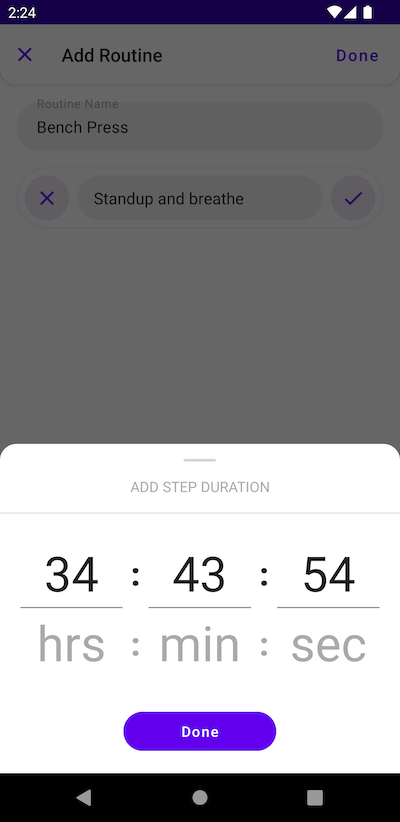 2:24
Add Routine Done
Routine Name
Bench Press
Standup and breathe
ADD STEP DURATION
34 : 43 : 54
hrs : min : sec
Done